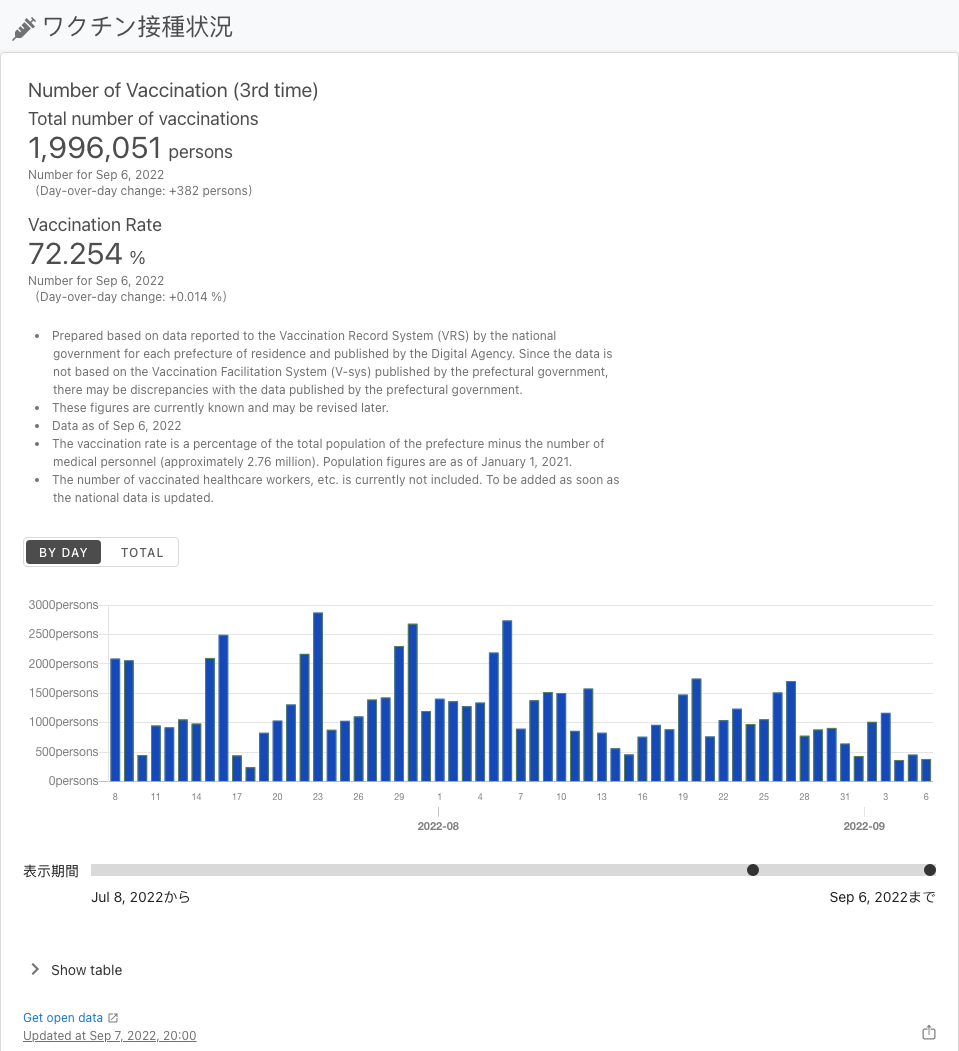 ワクチン接種状況
Number of Vaccination (3rd time)
Total number of vaccinations
1,996,051 persons
Number for Sep 6, 2022
(Day-over-day change: +382 persons)
Vaccination Rate
72.254 %
Number for Sep 6, 2022
(Day-over-day change: +0.014 %)
• Prepared based on data reported to the Vaccination Record System (VRS) by the national
government for each prefecture of residence and published by the Digital Agency. Since the data is
not based on the Vaccination Facilitation System (V-sys) published by the prefectural government,
there may be discrepancies with the data published by the prefectural government.
• These figures are currently known and may be revised later.
• Data as of Sep 6, 2022
• The vaccination rate is a percentage of the total population of the prefecture minus the number of
medical personnel (approximately 2.76 million). Population figures are as of January 1, 2021.
• The number of vaccinated healthcare workers, etc. is currently not included. To be added as soon as
the national data is updated.
BY DAY TOTAL
3000persons
2500persons
2000persons
1500persons
1000persons
500persons
0persons
8 11 14 17 20 23 26 29 1 4 7 10 13 16 19 22 25 28 31 3 6
2022-08 2022-09
表示期間
Jul 8, 2022から Sep 6, 2022まで
Show table
Get open data
Updated at Sep 7, 2022, 20:00